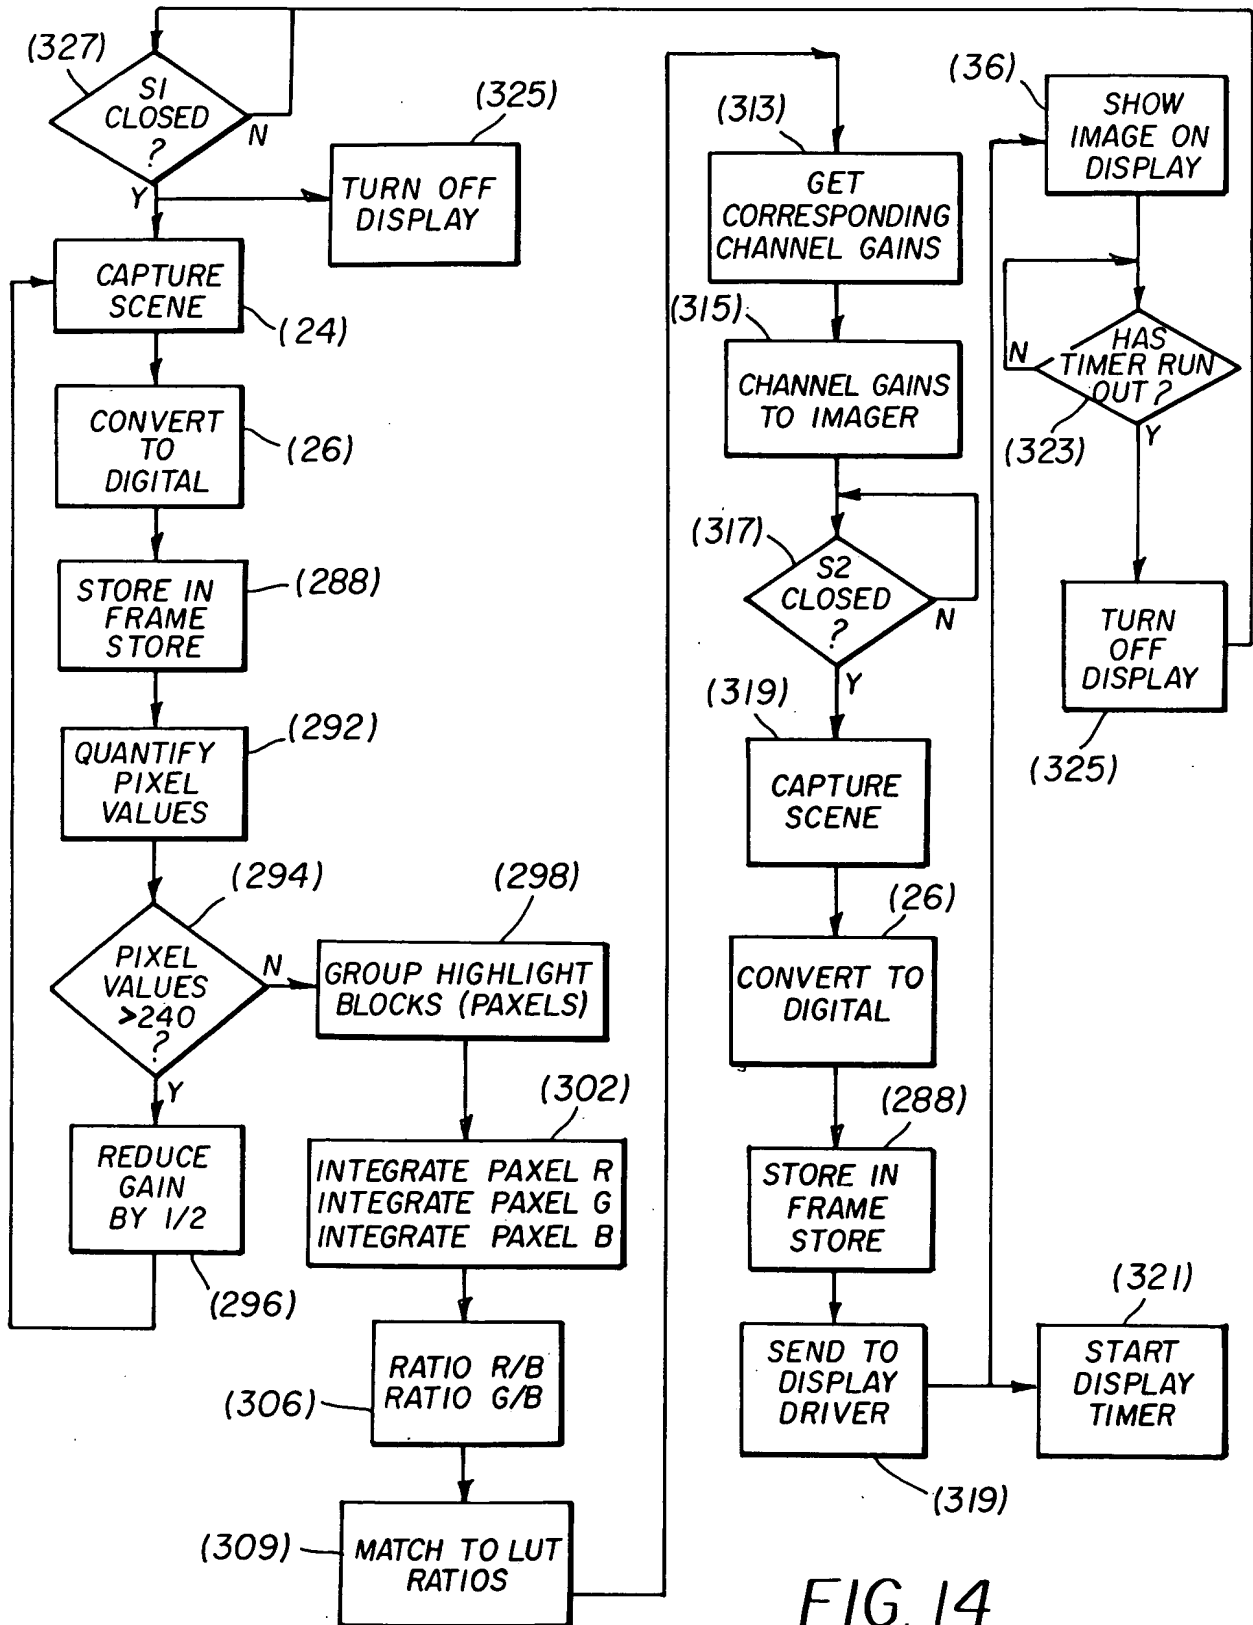 (327)
S1
CLOSED
?
N
Y
(325)
TURN OFF
DISPLAY
CAPTURE
SCENE
(24)
CONVERT
TO
DIGITAL
(26)
STORE IN
FRAME
STORE
(288)
QUANTIFY
PIXEL
VALUES
(292)
(294)
PIXEL
VALUES
>240
?
N
Y
REDUCE
GAIN
BY 1/2
(296)
(298)
GROUP HIGHLIGHT
BLOCKS (PAXELS)
(302)
INTEGRATE PAXEL R
INTEGRATE PAXEL G
INTEGRATE PAXEL B
RATIO R/B
RATIO G/B
(306)
(309)
MATCH TO LUT
RATIOS
(313)
GET
CORRESPONDING
CHANNEL GAINS
(315)
CHANNEL GAINS
TO IMAGER
(317)
S2
CLOSED
?
N
Y
(319)
CAPTURE
SCENE
(26)
CONVERT TO
DIGITAL
(288)
STORE IN
FRAME
STORE
SEND TO
DISPLAY
DRIVER
(319)
(321)
START
DISPLAY
TIMER
(36)
SHOW
IMAGE ON
DISPLAY
HAS
TIMER RUN
OUT?
N
Y
(323)
TURN
OFF
DISPLAY
(325)
FIG. 14